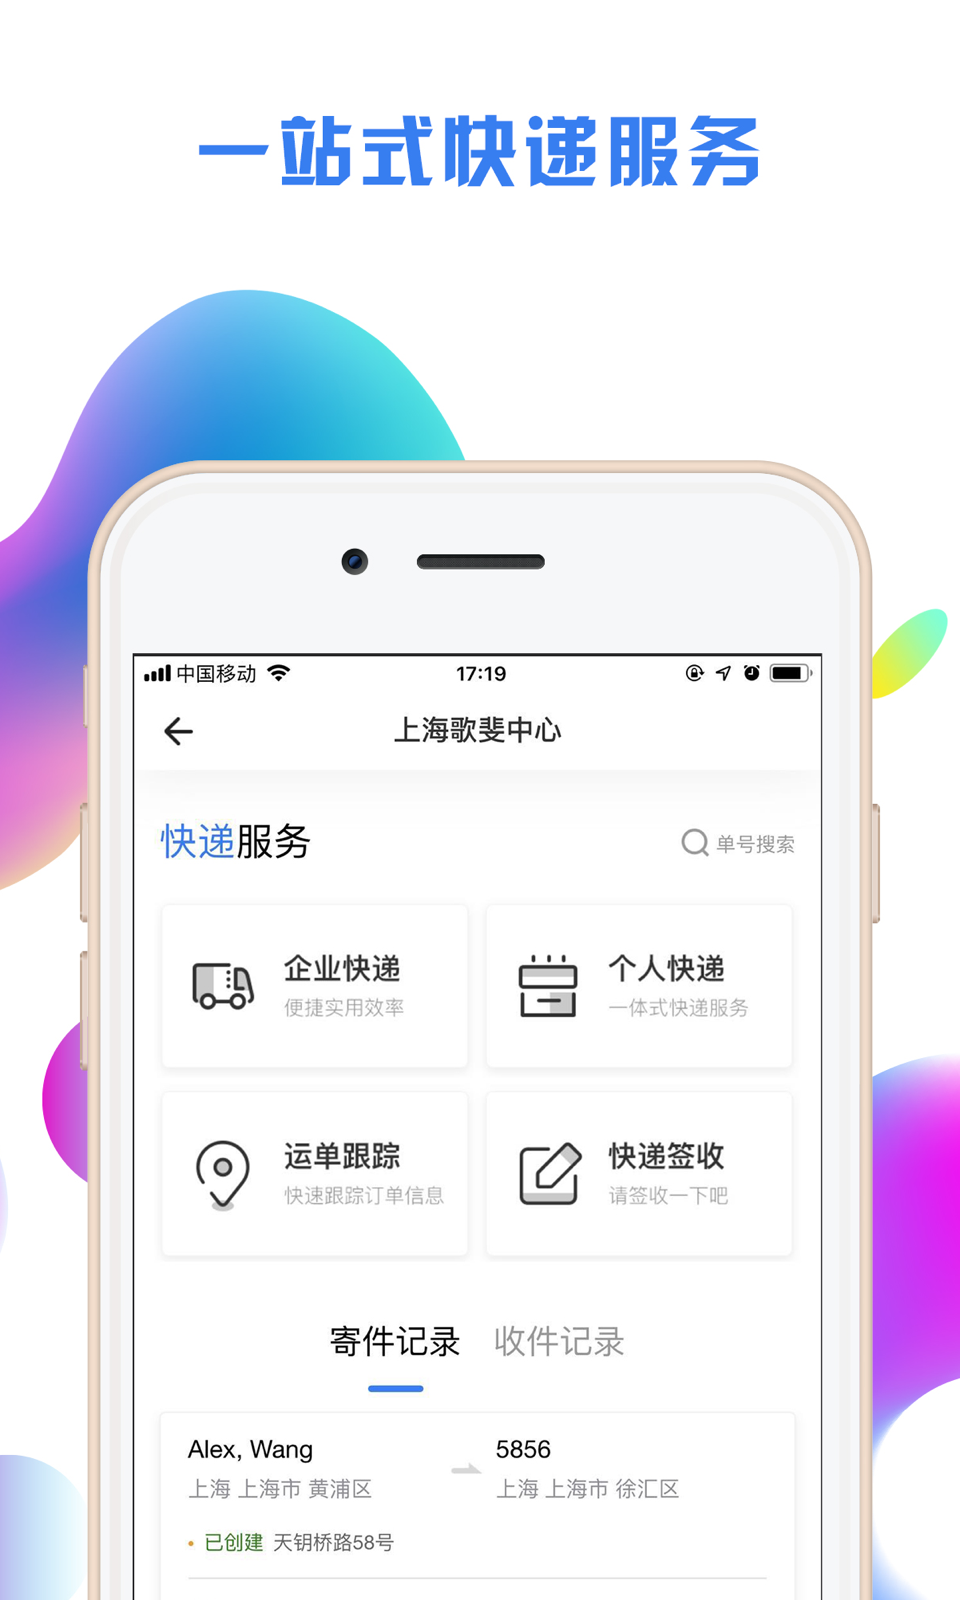 一站式快递服务
中国移动 17:19
上海歌斐中心
快递服务 单号搜索
企业快递 个人快递
便捷实用效率 一体式快递服务
运单跟踪 快递签收
快速跟踪订单信息 请签收一下吧
寄件记录 收件记录
Alex, Wang 5856
上海 上海市 黄浦区 上海 上海市 徐汇区
已创建 天钥桥路58号